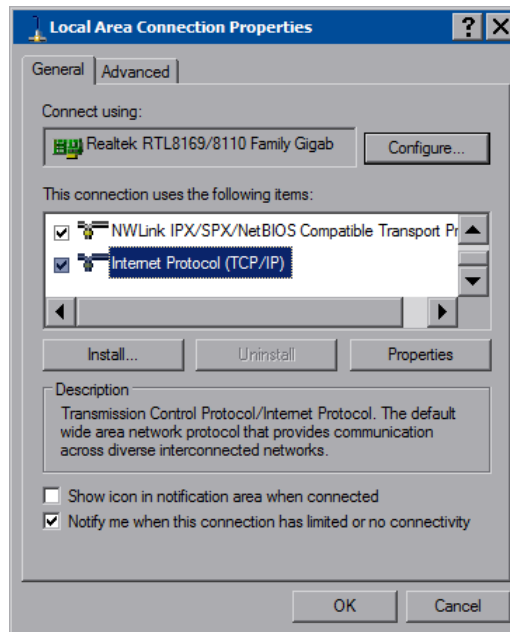 Local Area Connection Properties
General Advanced
Connect using:
Realtek RTL8169/8110 Family Gigab Configure...
This connection uses the following items:
NWLink IPX/SPX/NetBIOS Compatible Transport Pr
Internet Protocol (TCP/IP)
Install... Uninstall Properties
Description
Transmission Control Protocol/Internet Protocol. The default
wide area network protocol that provides communication
across diverse interconnected networks.
Show icon in notification area when connected
Notify me when this connection has limited or no connectivity
OK Cancel